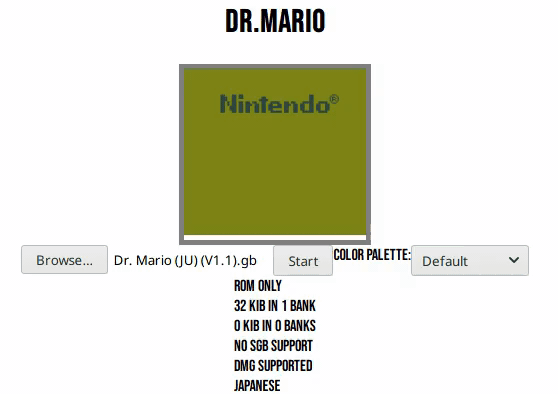 DR.MARIO
Nintendo®
Browse... Dr. Mario (JU) (V1.1).gb Start COLOR PALETTE: Default
ROM ONLY
32 KIB IN 1 BANK
0 KIB IN 0 BANKS
NO SGB SUPPORT
DMG SUPPORTED
JAPANESE